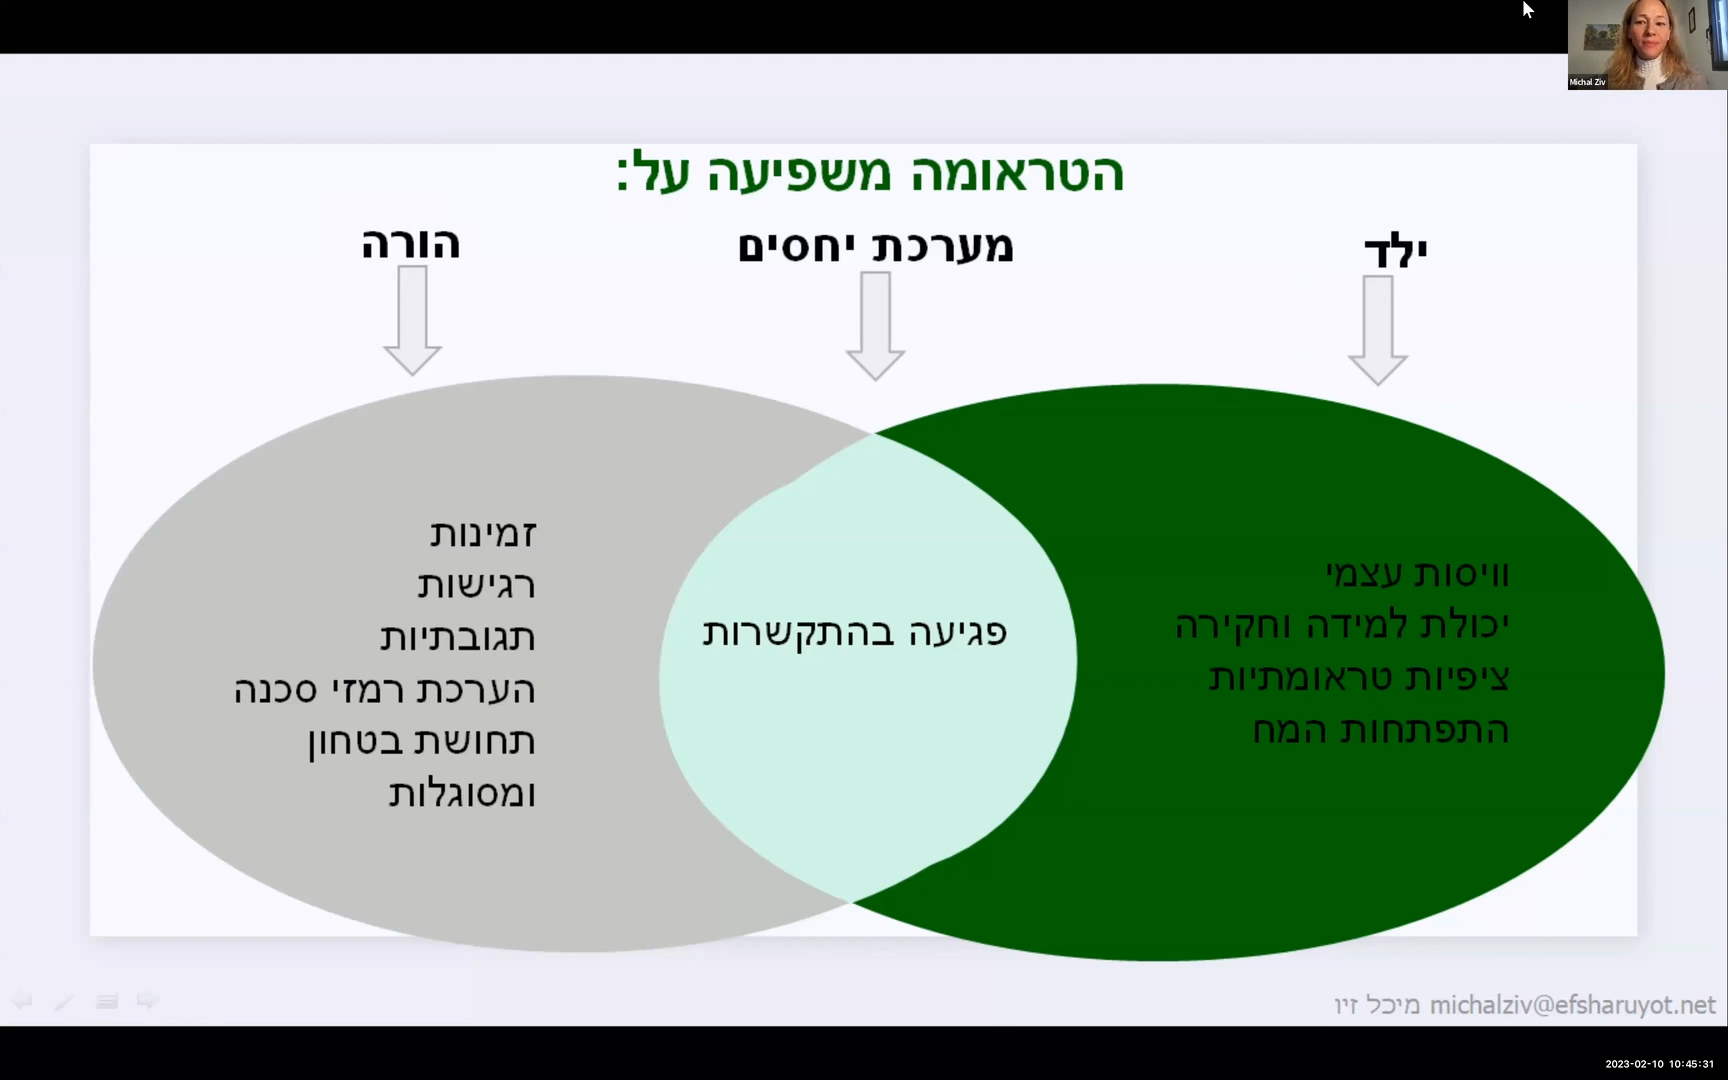 Michal Ziv
הטראומה משפיעה על:
ילד
מערכת יחסים
הורה
וויסות עצמי
יכולת למידה וחקירה
ציפיות טראומתיות
התפתחות המח
פגיעה בהתקשרות
זמינות
רגישות
תגובתיות
הערכת רמזי סכנה
תחושת בטחון
ומסוגלות
מיכל זיו michalziv@efsharuyot.net
2023-02-10 10:45:31